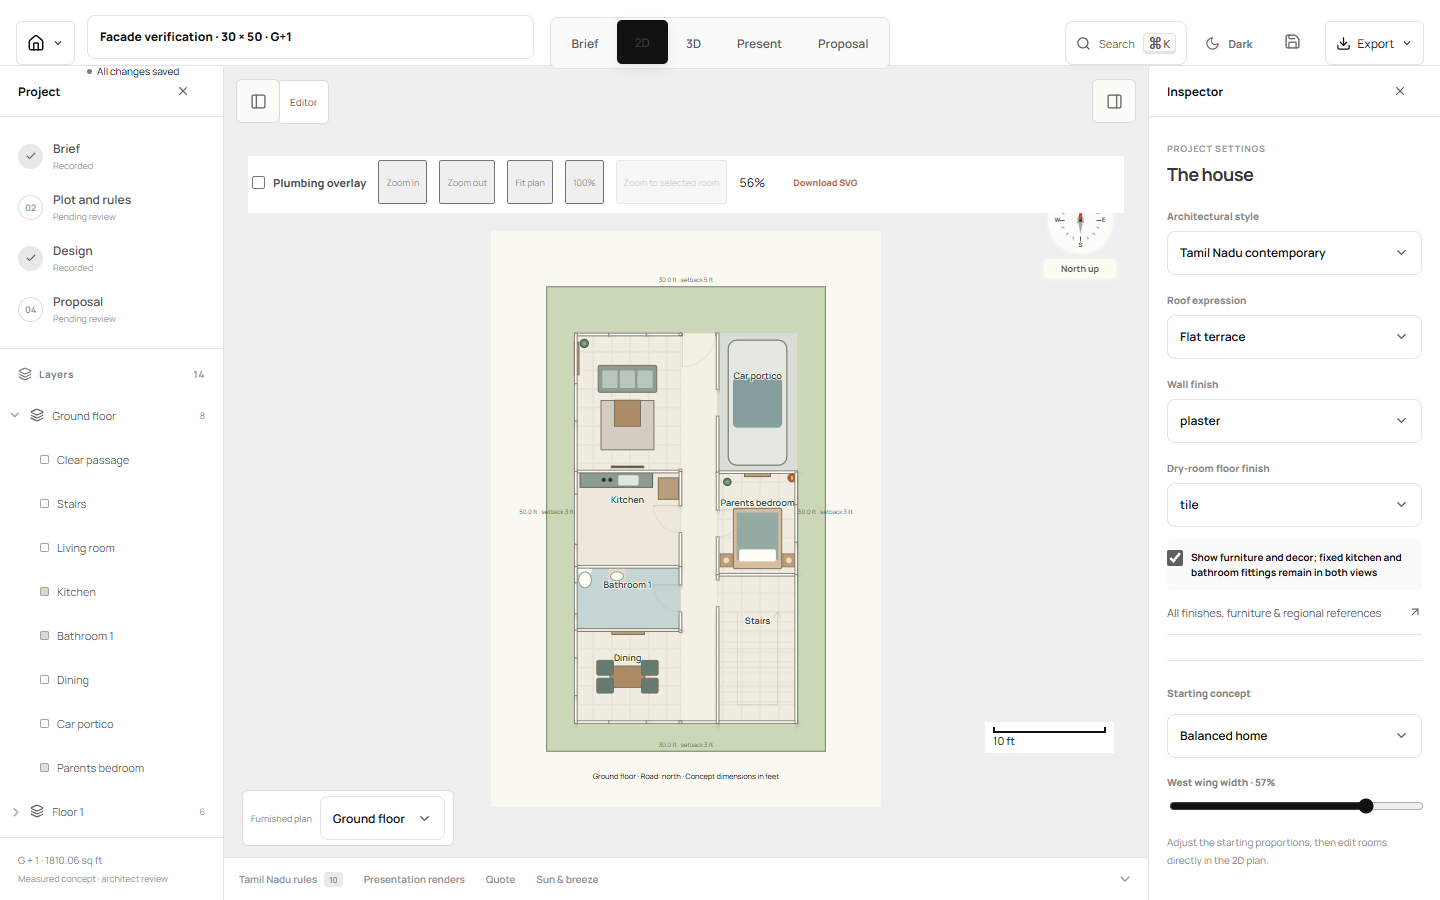 Facade verification · 30 × 50 · G+1
All changes saved
Brief
2D
3D
Present
Proposal
Search
⌘K
Dark
Export
Project
Brief
Recorded
02
Plot and rules
Pending review
Design
Recorded
04
Proposal
Pending review
Layers
14
Ground floor
8
Clear passage
Stairs
Living room
Kitchen
Bathroom 1
Dining
Car portico
Parents bedroom
Floor 1
6
G + 1 · 1810.06 sq ft
Measured concept · architect review
Editor
Plumbing overlay
Zoom in
Zoom out
Fit plan
100%
Zoom to selected room
56%
Download SVG
W
E
S
North up
30.0 ft · setback 5 ft
Car portico
Kitchen
Parents bedroom
50.0 ft · setback 3 ft
50.0 ft · setback 3 ft
Bathroom 1
Stairs
Dining
30.0 ft · setback 3 ft
Ground floor · Road: north · Concept dimensions in feet
10 ft
Furnished plan
Ground floor
Tamil Nadu rules
10
Presentation renders
Quote
Sun & breeze
Inspector
PROJECT SETTINGS
The house
Architectural style
Tamil Nadu contemporary
Roof expression
Flat terrace
Wall finish
plaster
Dry-room floor finish
tile
Show furniture and decor; fixed kitchen and
bathroom fittings remain in both views
All finishes, furniture & regional references
Starting concept
Balanced home
West wing width · 57%
Adjust the starting proportions, then edit rooms
directly in the 2D plan.